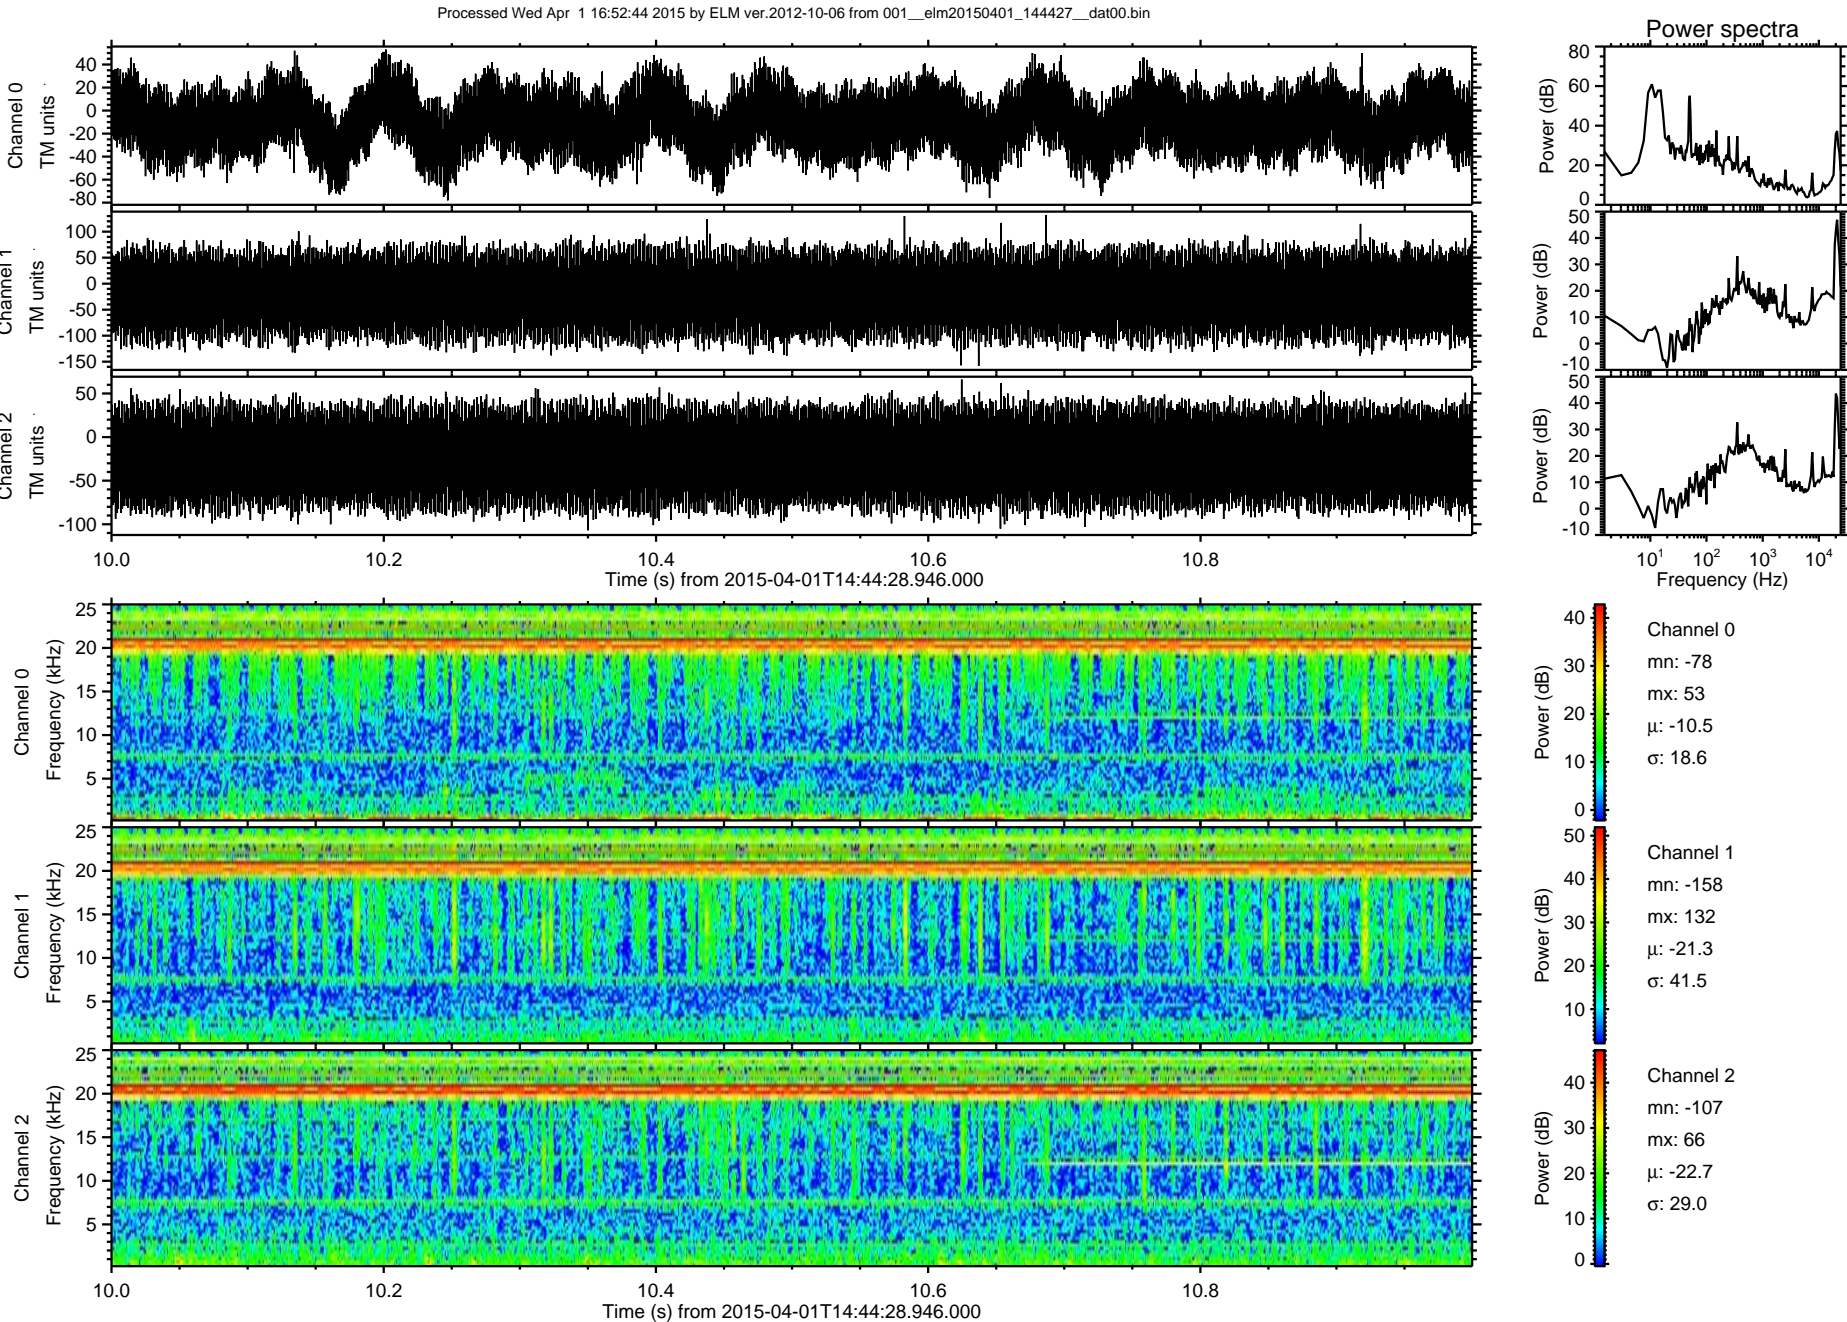 Processed Wed Apr  1 16:52:44 2015 by ELM ver.2012-10-06 from 001__elm20150401_144427__dat00.bin
Power spectra
Channel 0
TM units
40
20
0
-20
-40
-60
-80
Power (dB)
80
60
40
20
0
Channel 1
TM units
100
50
0
-50
-100
-150
Power (dB)
50
40
30
20
10
0
-10
Channel 2
TM units
50
0
-50
-100
Power (dB)
50
40
30
20
10
0
-10
10.0 10.2 10.4 10.6 10.8
Time (s) from 2015-04-01T14:44:28.946.000
10¹ 10² 10³ 10⁴
Frequency (Hz)
Channel 0
Frequency (kHz)
25
20
15
10
5
Power (dB)
40
30
20
10
0
Channel 0
mn: -78
mx: 53
µ: -10.5
σ: 18.6
Channel 1
Frequency (kHz)
25
20
15
10
5
Power (dB)
50
40
30
20
10
Channel 1
mn: -158
mx: 132
µ: -21.3
σ: 41.5
Channel 2
Frequency (kHz)
25
20
15
10
5
Power (dB)
40
30
20
10
0
Channel 2
mn: -107
mx: 66
µ: -22.7
σ: 29.0
10.0 10.2 10.4 10.6 10.8
Time (s) from 2015-04-01T14:44:28.946.000